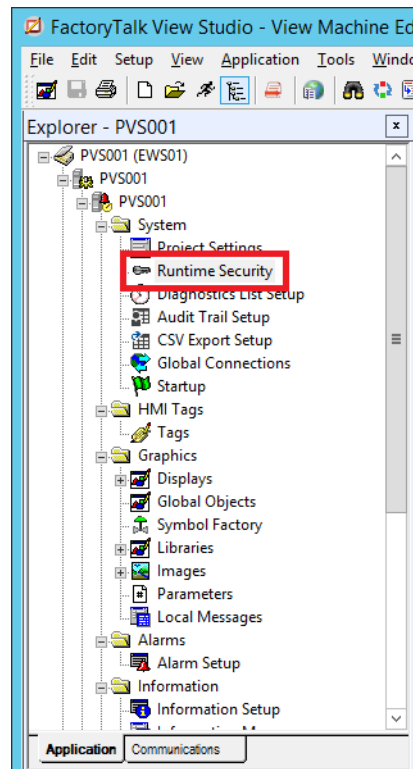 FactoryTalk View Studio - View Machine Ed
File Edit Setup View Application Tools Windo
Explorer - PVS001 x
PVS001 (EWS01)
PVS001
PVS001
System
Project Settings
Runtime Security
Diagnostics List Setup
Audit Trail Setup
CSV Export Setup
Global Connections
Startup
HMI Tags
Tags
Graphics
Displays
Global Objects
Symbol Factory
Libraries
Images
Parameters
Local Messages
Alarms
Alarm Setup
Information
Information Setup
Application Communications